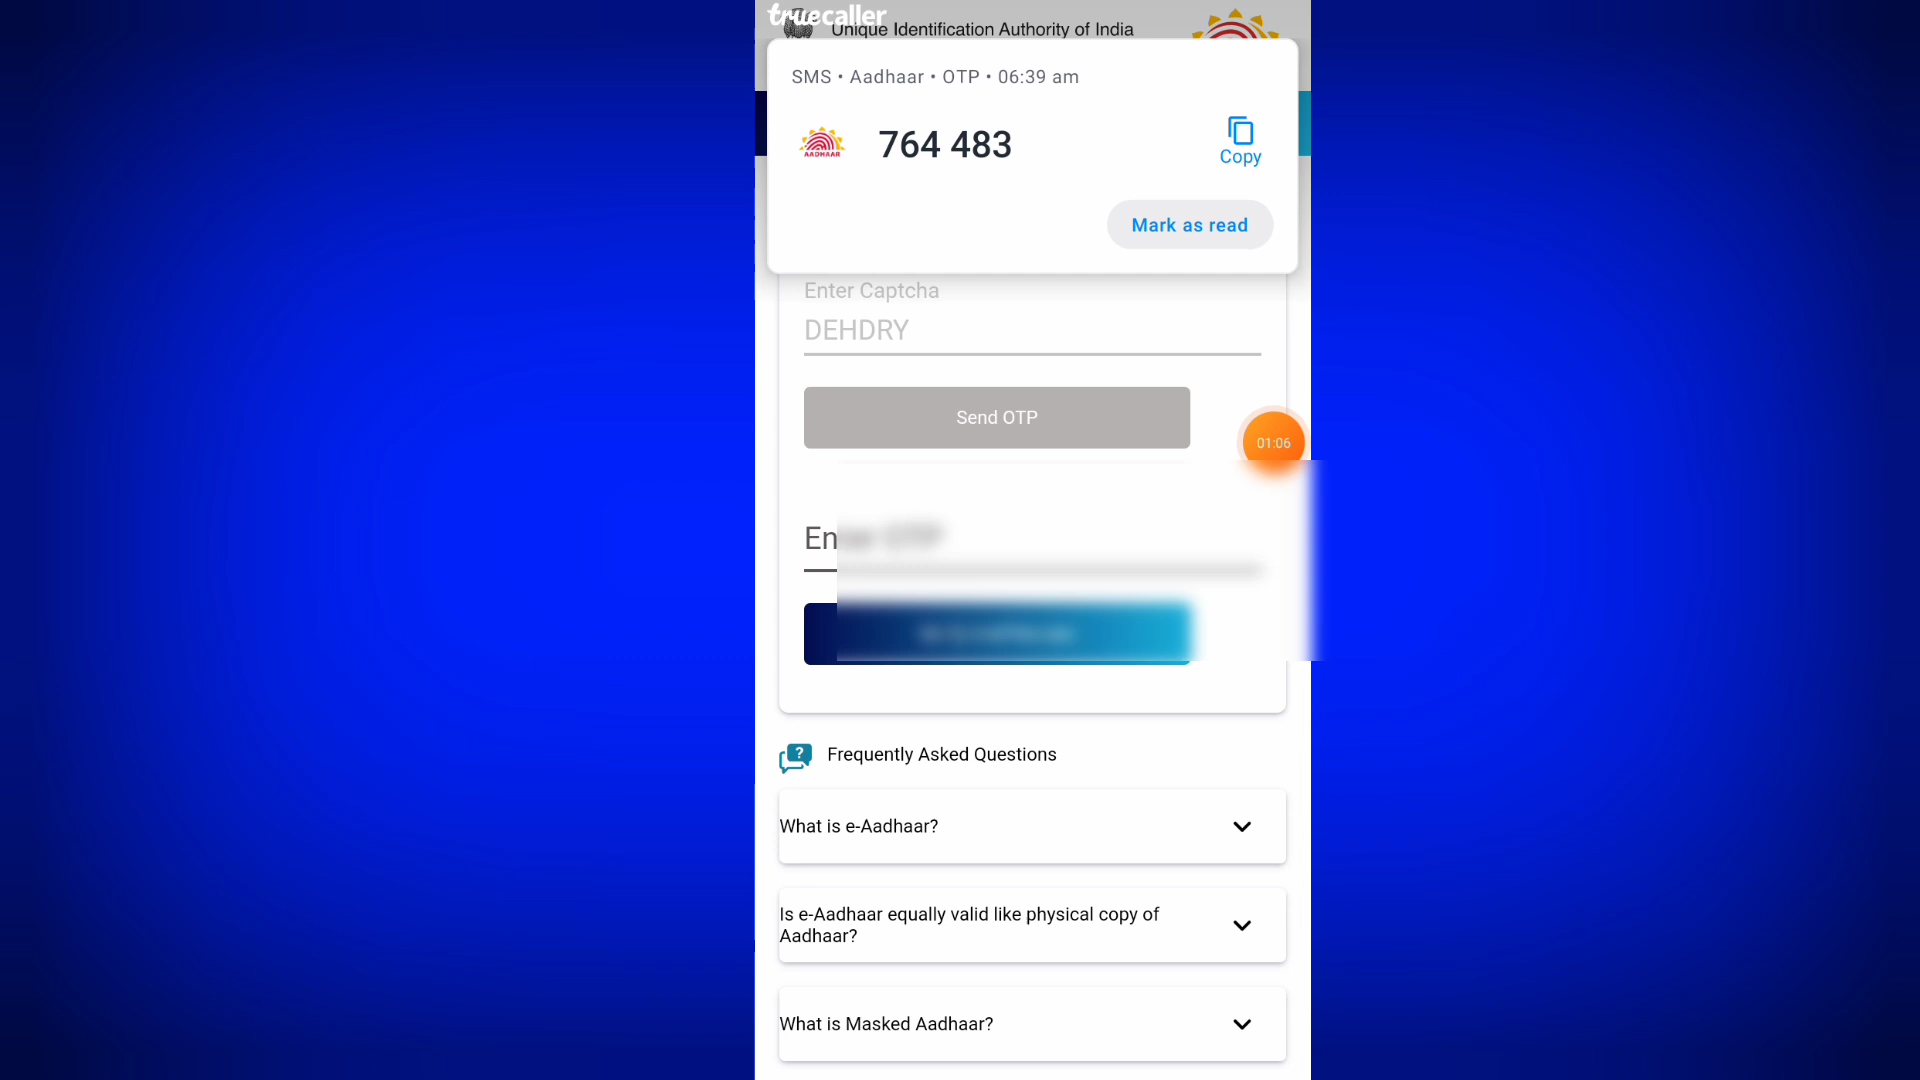 truecaller
Unique Identification Authority of India
SMS • Aadhaar • OTP • 06:39 am
AADHAAR
764 483
Copy
Mark as read
Enter Captcha
DEHDRY
Send OTP
01:06
Enter OTP
Frequently Asked Questions
What is e-Aadhaar?
Is e-Aadhaar equally valid like physical copy of
Aadhaar?
What is Masked Aadhaar?